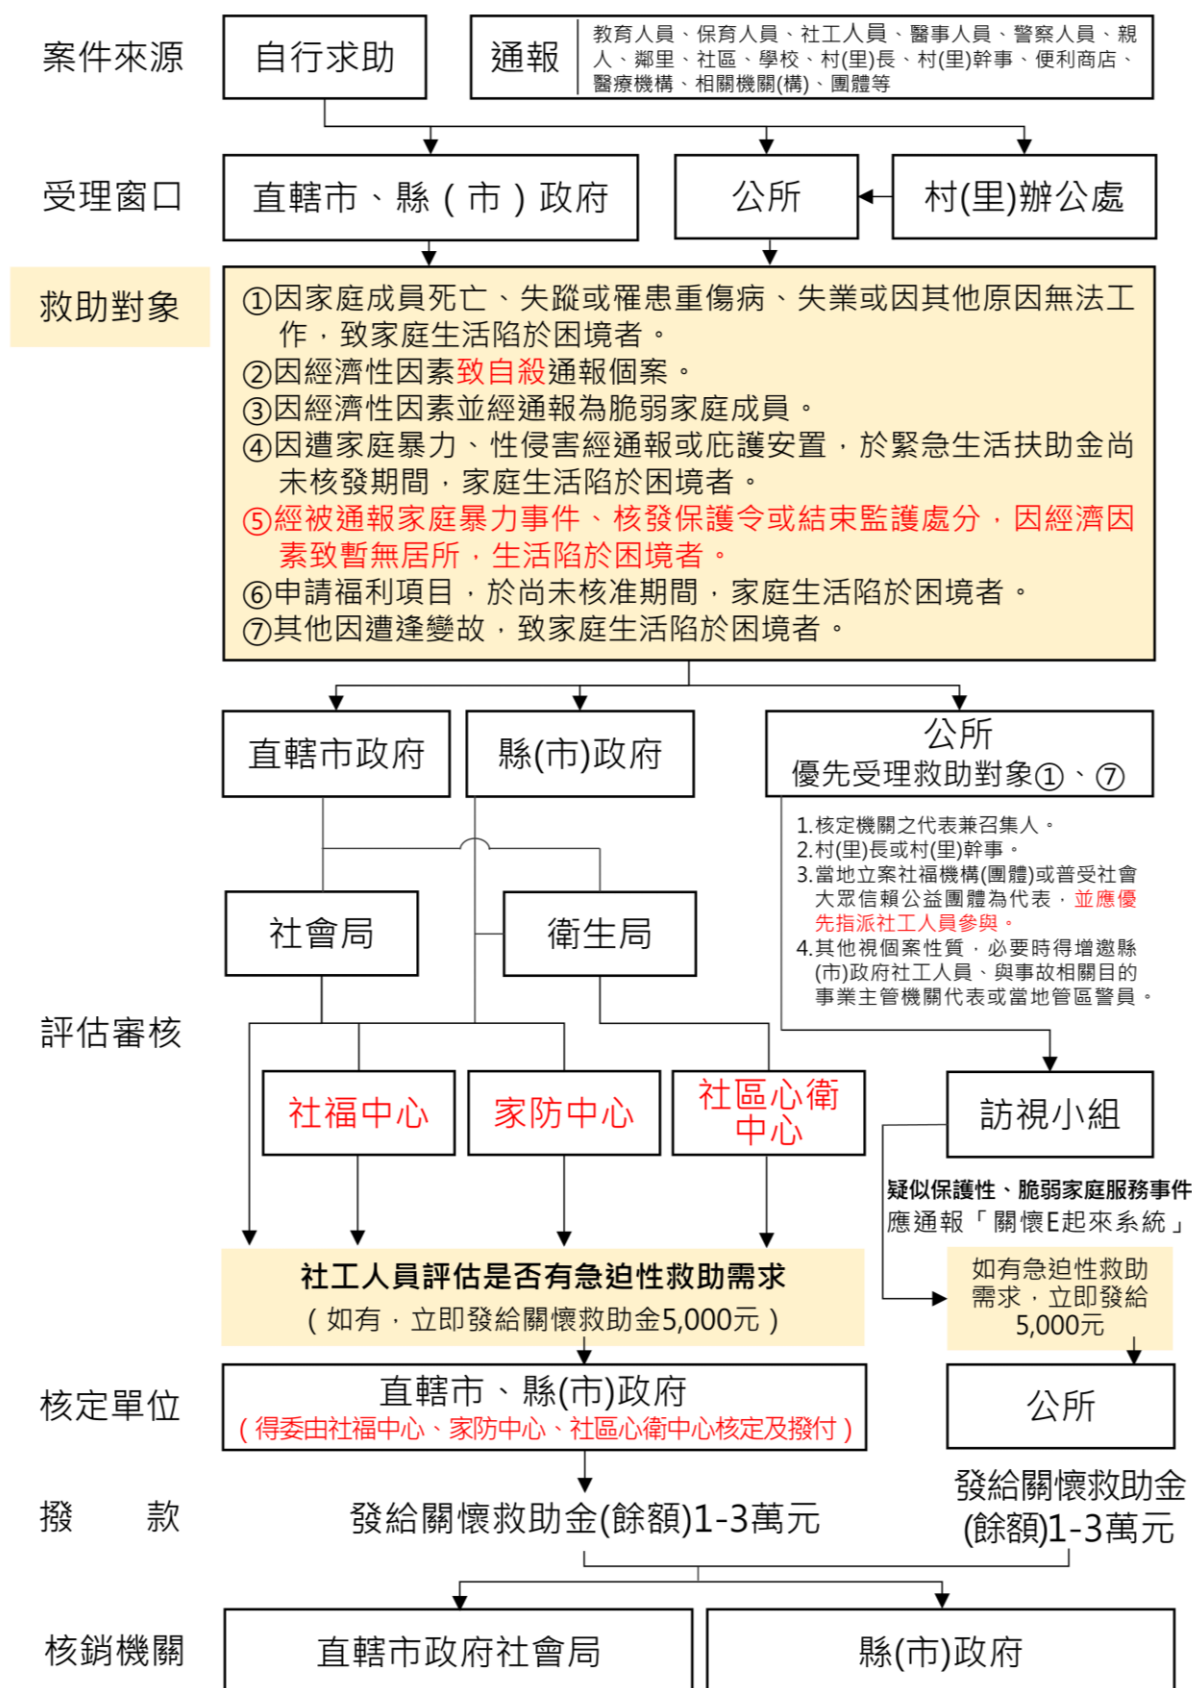 案件來源
自行求助
通報
教育人員、保育人員、社工人員、醫事人員、警察人員、親
人、鄰里、社區、學校、村(里)長、村(里)幹事、便利商店、
醫療機構、相關機關(構)、團體等
受理窗口
直轄市、縣（市）政府
公所
村(里)辦公處
救助對象
①因家庭成員死亡、失蹤或罹患重傷病、失業或因其他原因無法工
作，致家庭生活陷於困境者。
②因經濟性因素致自殺通報個案。
③因經濟性因素並經通報為脆弱家庭成員。
④因遭家庭暴力、性侵害經通報或庇護安置，於緊急生活扶助金尚
未核發期間，家庭生活陷於困境者。
⑤經被通報家庭暴力事件、核發保護令或結束監護處分，因經濟因
素致暫無居所，生活陷於困境者。
⑥申請福利項目，於尚未核准期間，家庭生活陷於困境者。
⑦其他因遭逢變故，致家庭生活陷於困境者。
直轄市政府
縣(市)政府
公所
優先受理救助對象①、⑦
1.核定機關之代表兼召集人。
2.村(里)長或村(里)幹事。
3.當地立案社福機構(團體)或普受社會
大眾信賴公益團體為代表，並應優
先指派社工人員參與。
4.其他視個案性質，必要時得增邀縣
(市)政府社工人員、與事故相關目的
事業主管機關代表或當地管區警員。
社會局
衛生局
評估審核
社福中心
家防中心
社區心衛
中心
訪視小組
疑似保護性、脆弱家庭服務事件
應通報「關懷E起來系統」
社工人員評估是否有急迫性救助需求
（如有，立即發給關懷救助金5,000元）
如有急迫性救助
需求，立即發給
5,000元
核定單位
直轄市、縣(市)政府
（得委由社福中心、家防中心、社區心衛中心核定及撥付）
公所
撥　　款
發給關懷救助金(餘額)1-3萬元
發給關懷救助金
(餘額)1-3萬元
核銷機關
直轄市政府社會局
縣(市)政府